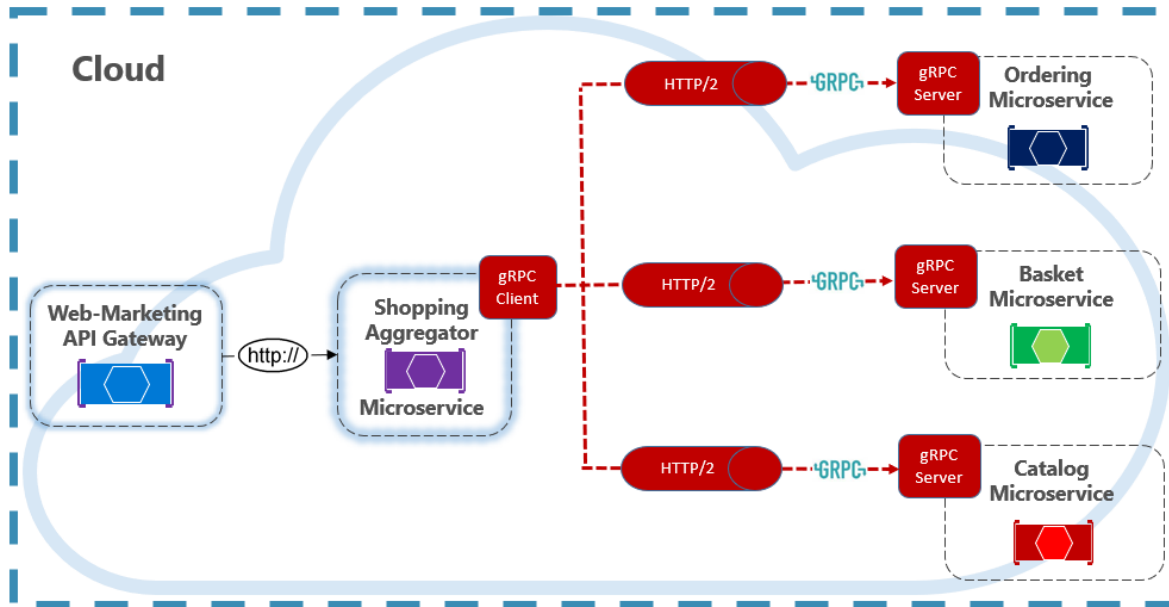 Cloud
HTTP/2
GRPC
gRPC
Server
Ordering
Microservice
Web-Marketing
API Gateway
http://
Shopping
Aggregator
Microservice
gRPC
Client
HTTP/2
GRPC
gRPC
Server
Basket
Microservice
HTTP/2
GRPC
gRPC
Server
Catalog
Microservice